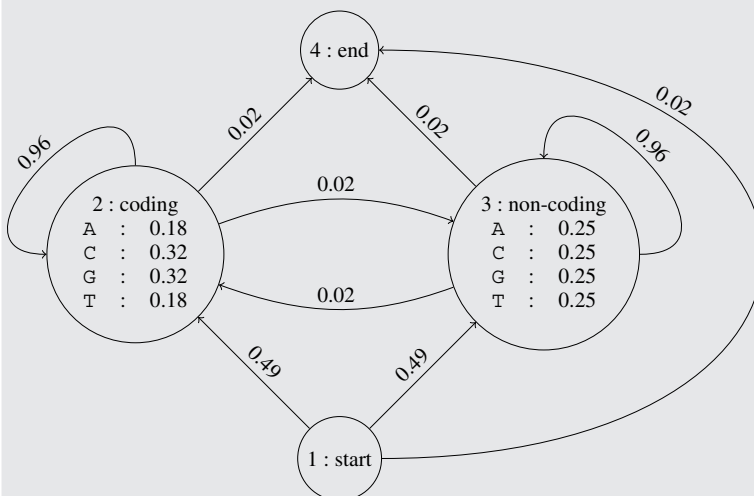 4 : end
0.02
0.02
0.02
0.96
0.96
0.02
2 : coding
A : 0.18
C : 0.32
G : 0.32
T : 0.18
3 : non-coding
A : 0.25
C : 0.25
G : 0.25
T : 0.25
0.02
0.49
0.49
1 : start